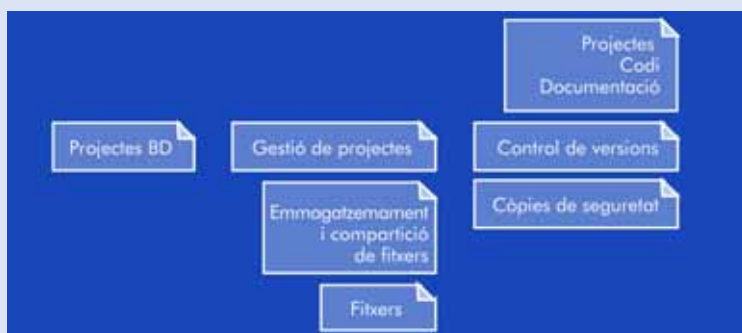 Projectes
Codi
Documentació
Projectes BD
Gestió de projectes
Control de versions
Emmagatzemament
i compartició
de fitxers
Còpies de seguretat
Fitxers